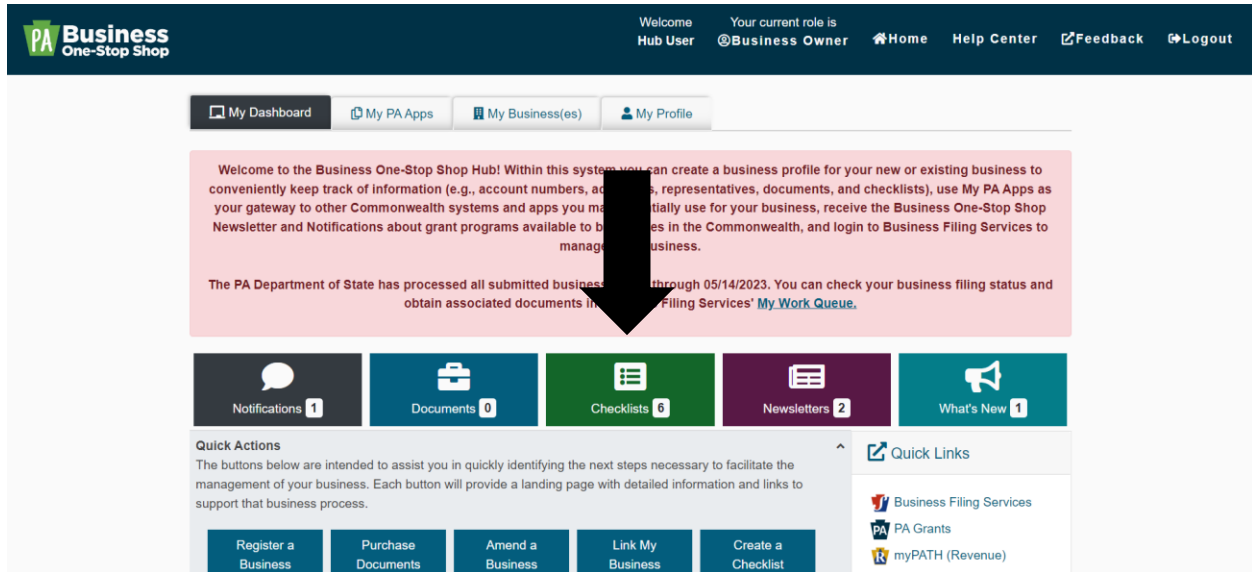 PA Business
One-Stop Shop
Welcome
Hub User
Your current role is
Business Owner
Home
Help Center
Feedback
Logout
My Dashboard
My PA Apps
My Business(es)
My Profile
Welcome to the Business One-Stop Shop Hub! Within this system you can create a business profile for your new or existing business to
conveniently keep track of information (e.g., account numbers, representatives, documents, and checklists), use My PA Apps as
your gateway to other Commonwealth systems and apps you use for your business, receive the Business One-Stop Shop
Newsletter and Notifications about grant programs available to in the Commonwealth, and login to Business Filing Services to
business.
The PA Department of State has processed all submitted through 05/14/2023. You can check your business filing status and
obtain associated documents Filing Services' My Work Queue.
Notifications 1
Documents 0
Checklists 6
Newsletters 2
What's New 1
Quick Actions
The buttons below are intended to assist you in quickly identifying the next steps necessary to facilitate the
management of your business. Each button will provide a landing page with detailed information and links to
support that business process.
Register a
Business
Purchase
Documents
Amend a
Business
Link My
Business
Create a
Checklist
Quick Links
Business Filing Services
PA Grants
myPATH (Revenue)